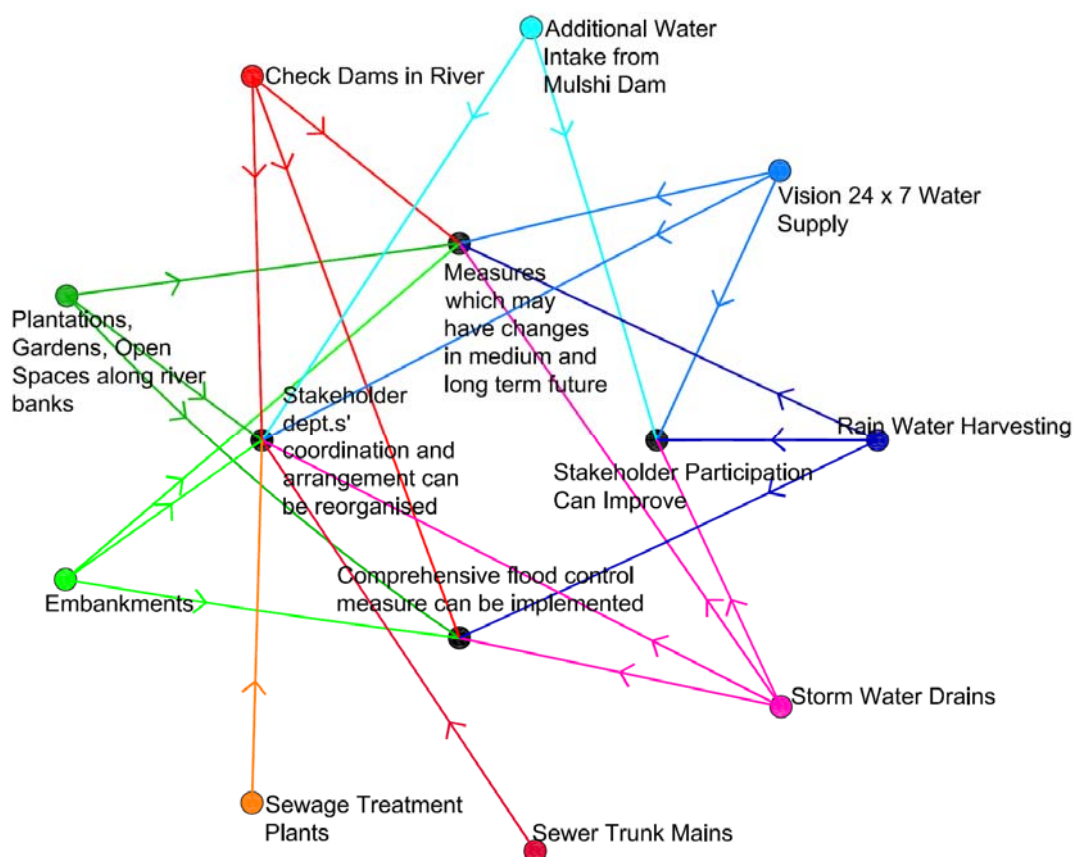 Additional Water
Intake from
Mulshi Dam
Check Dams in River
Vision 24 x 7 Water
Supply
Measures
which may
have changes
in medium and
long term future
Plantations,
Gardens, Open
Spaces along river
banks
Stakeholder
dept.s'
coordination and
arrangement can
be reorganised
Rain Water Harvesting
Stakeholder Participation
Can Improve
Comprehensive flood control
measure can be implemented
Embankments
Storm Water Drains
Sewage Treatment
Plants
Sewer Trunk Mains